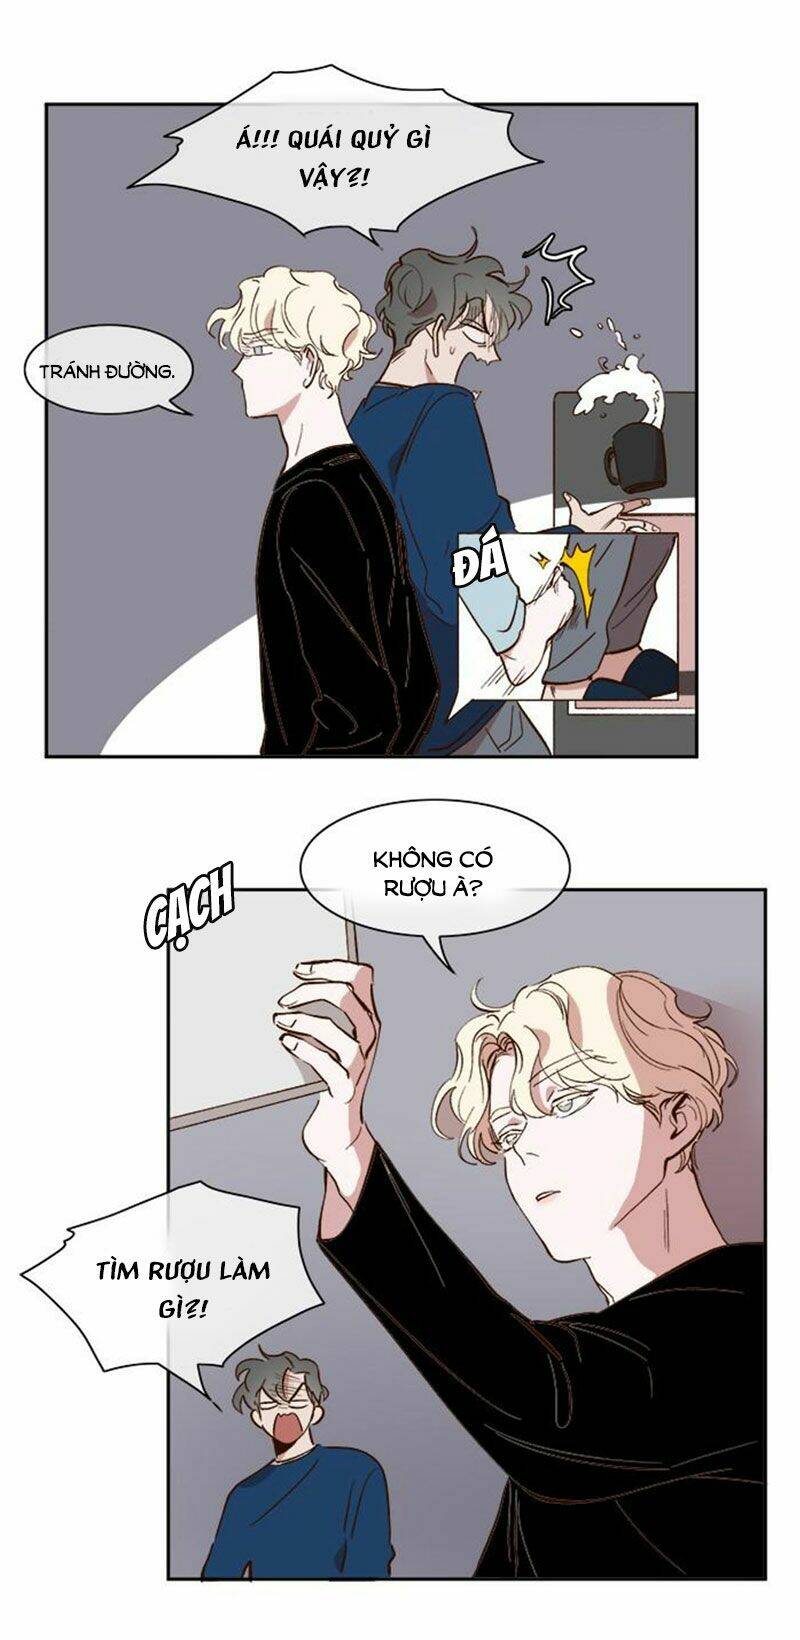 Á!!! QUÁI QUỶ GÌ
VẬY?!
TRÁNH ĐƯỜNG.
ĐÁ
KHÔNG CÓ
RƯỢU À?
CẠCH
TÌM RƯỢU LÀM
GÌ?!